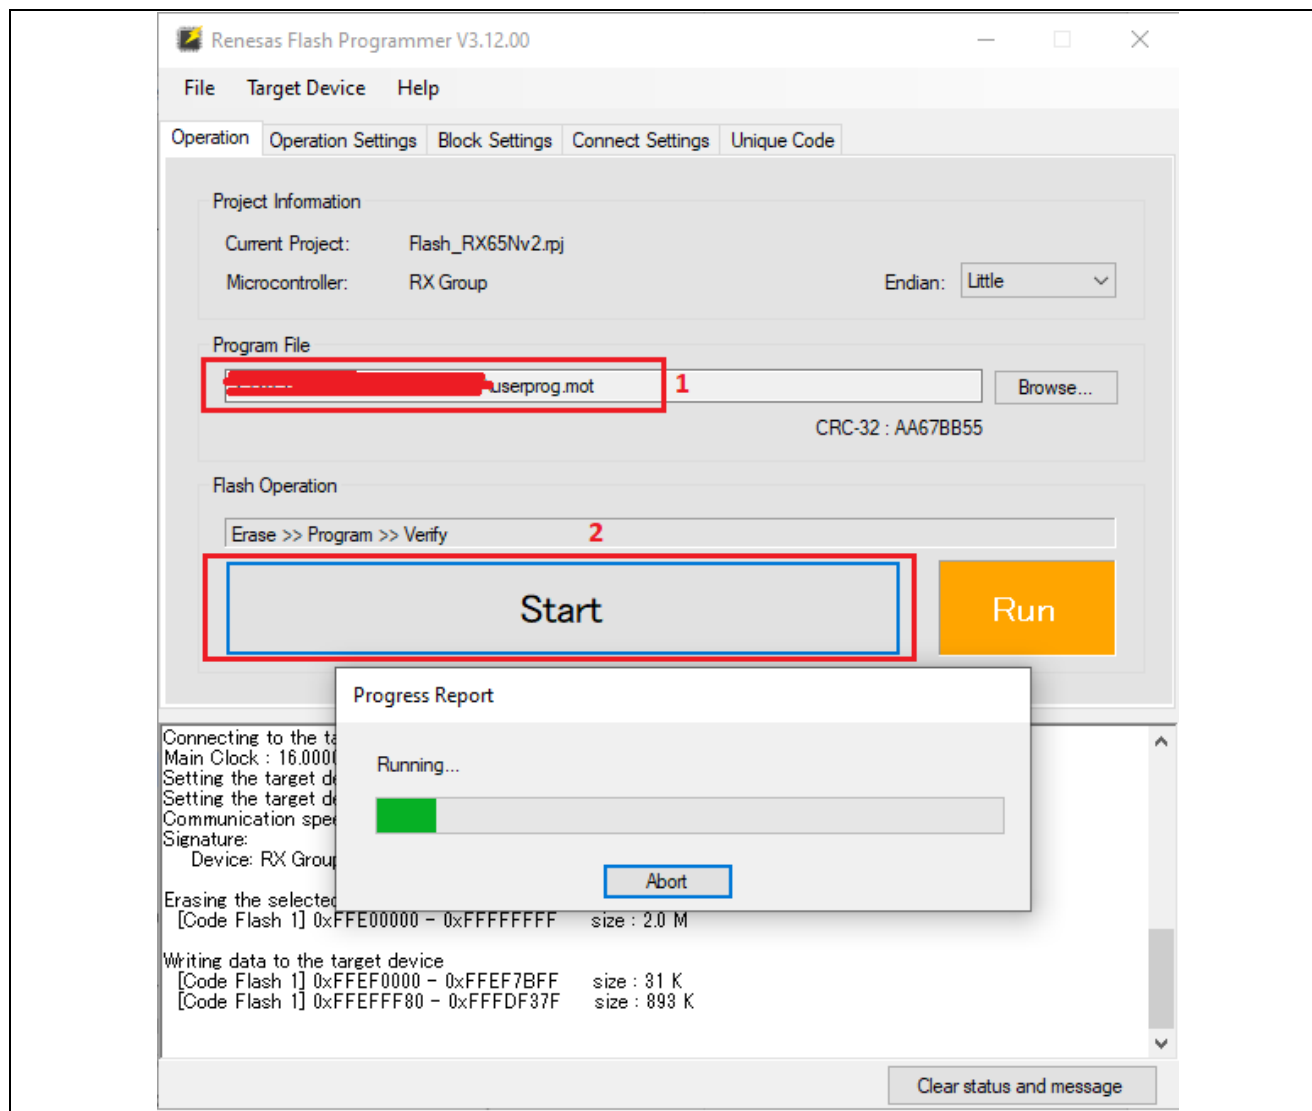 Renesas Flash Programmer V3.12.00
File Target Device Help
Operation Operation Settings Block Settings Connect Settings Unique Code
Project Information
Current Project: Flash_RX65Nv2.rpj
Microcontroller: RX Group Endian: Little
Program File
userprog.mot 1 Browse...
CRC-32 : AA67BB55
Flash Operation
Erase >> Program >> Verify 2
Start Run
Progress Report
Running...
Abort
Connecting to the
Main Clock : 16.000
Setting the target
Setting the target
Communication
Signature:
Device: RX
Erasing the selected
[Code Flash 1] 0xFFE00000 - 0xFFFFFFFF size : 2.0 M
Writing data to the target device
[Code Flash 1] 0xFFEF0000 - 0xFFEF7BFF size : 31 K
[Code Flash 1] 0xFFEFFF80 - 0xFFFDF37F size : 893 K
Clear status and message